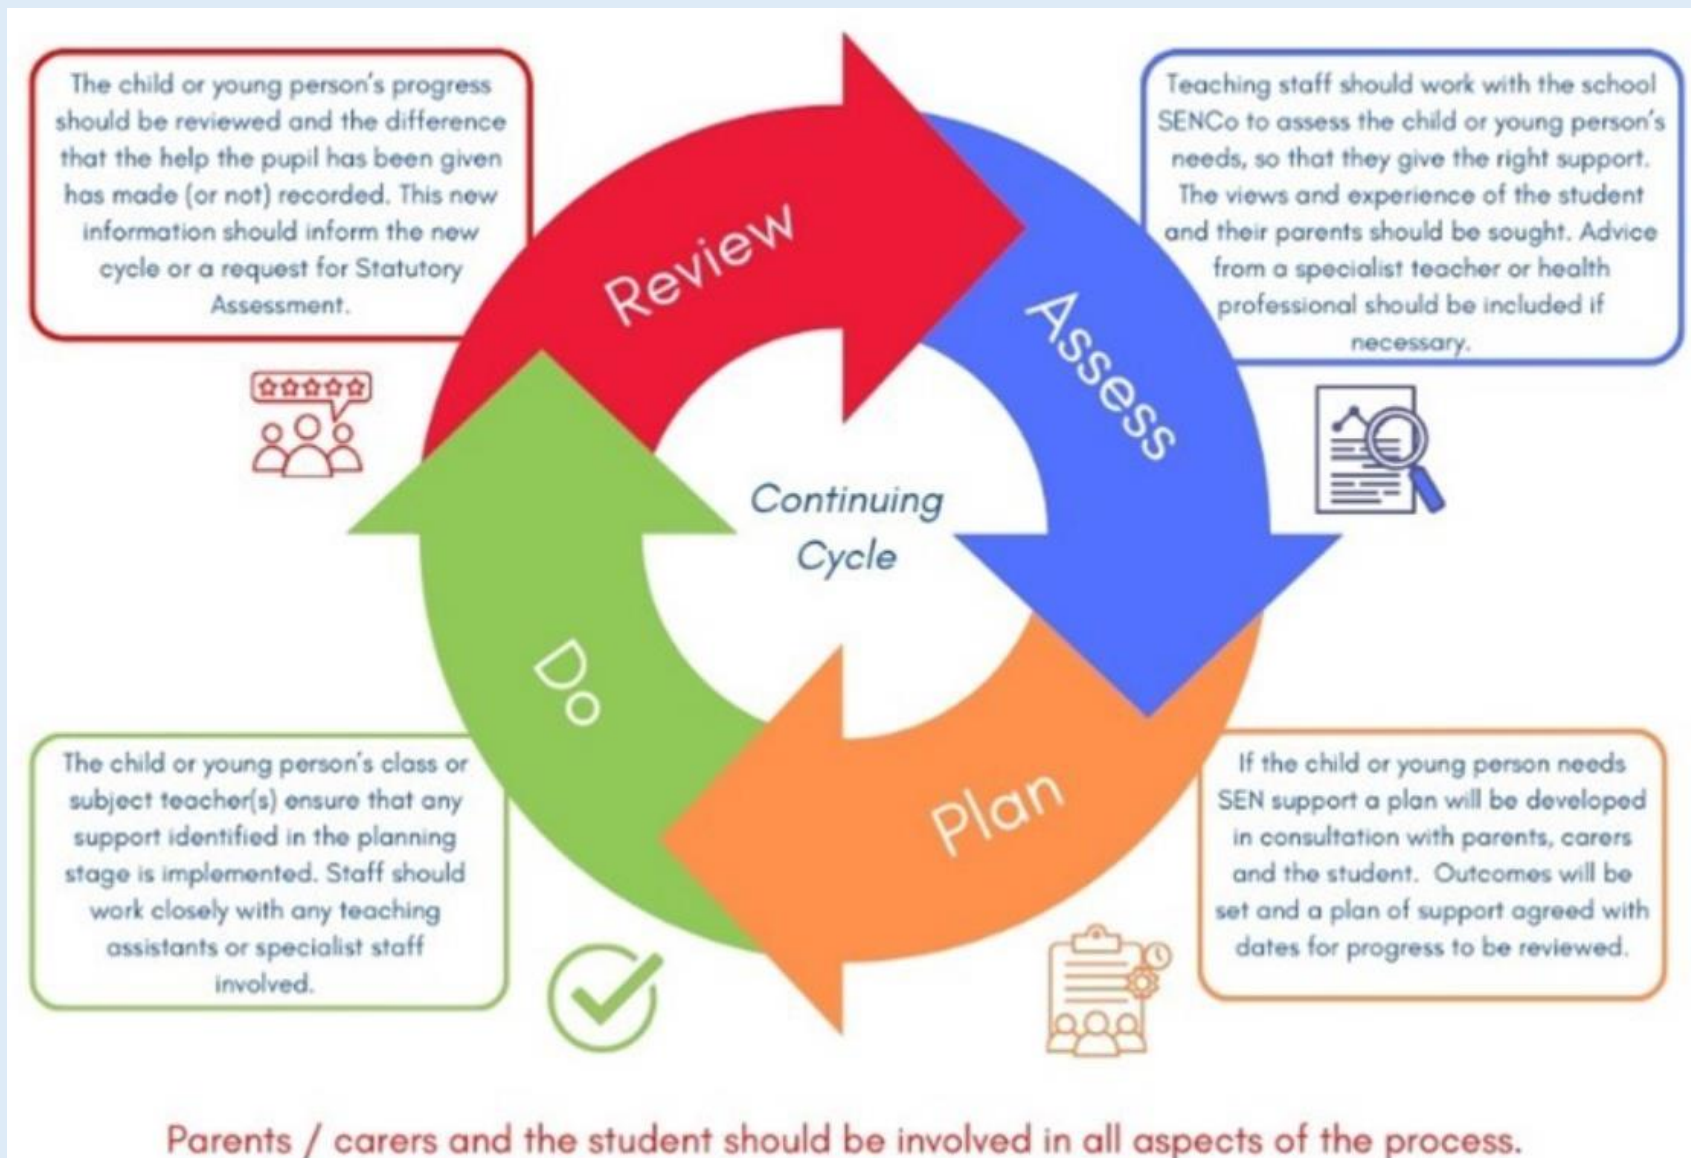 The child or young person's progress
should be reviewed and the difference
that the help the pupil has been given
has made (or not) recorded. This new
information should inform the new
cycle or a request for Statutory
Assessment.
Teaching staff should work with the school
SENCo to assess the child or young person's
needs, so that they give the right support.
The views and experience of the student
and their parents should be sought. Advice
from a specialist teacher or health
professional should be included if
necessary.
Review
Assess
Continuing
Cycle
Do
Plan
The child or young person's class or
subject teacher(s) ensure that any
support identified in the planning
stage is implemented. Staff should
work closely with any teaching
assistants or specialist staff
involved.
If the child or young person needs
SEN support a plan will be developed
in consultation with parents, carers
and the student. Outcomes will be
set and a plan of support agreed with
dates for progress to be reviewed.
Parents / carers and the student should be involved in all aspects of the process.